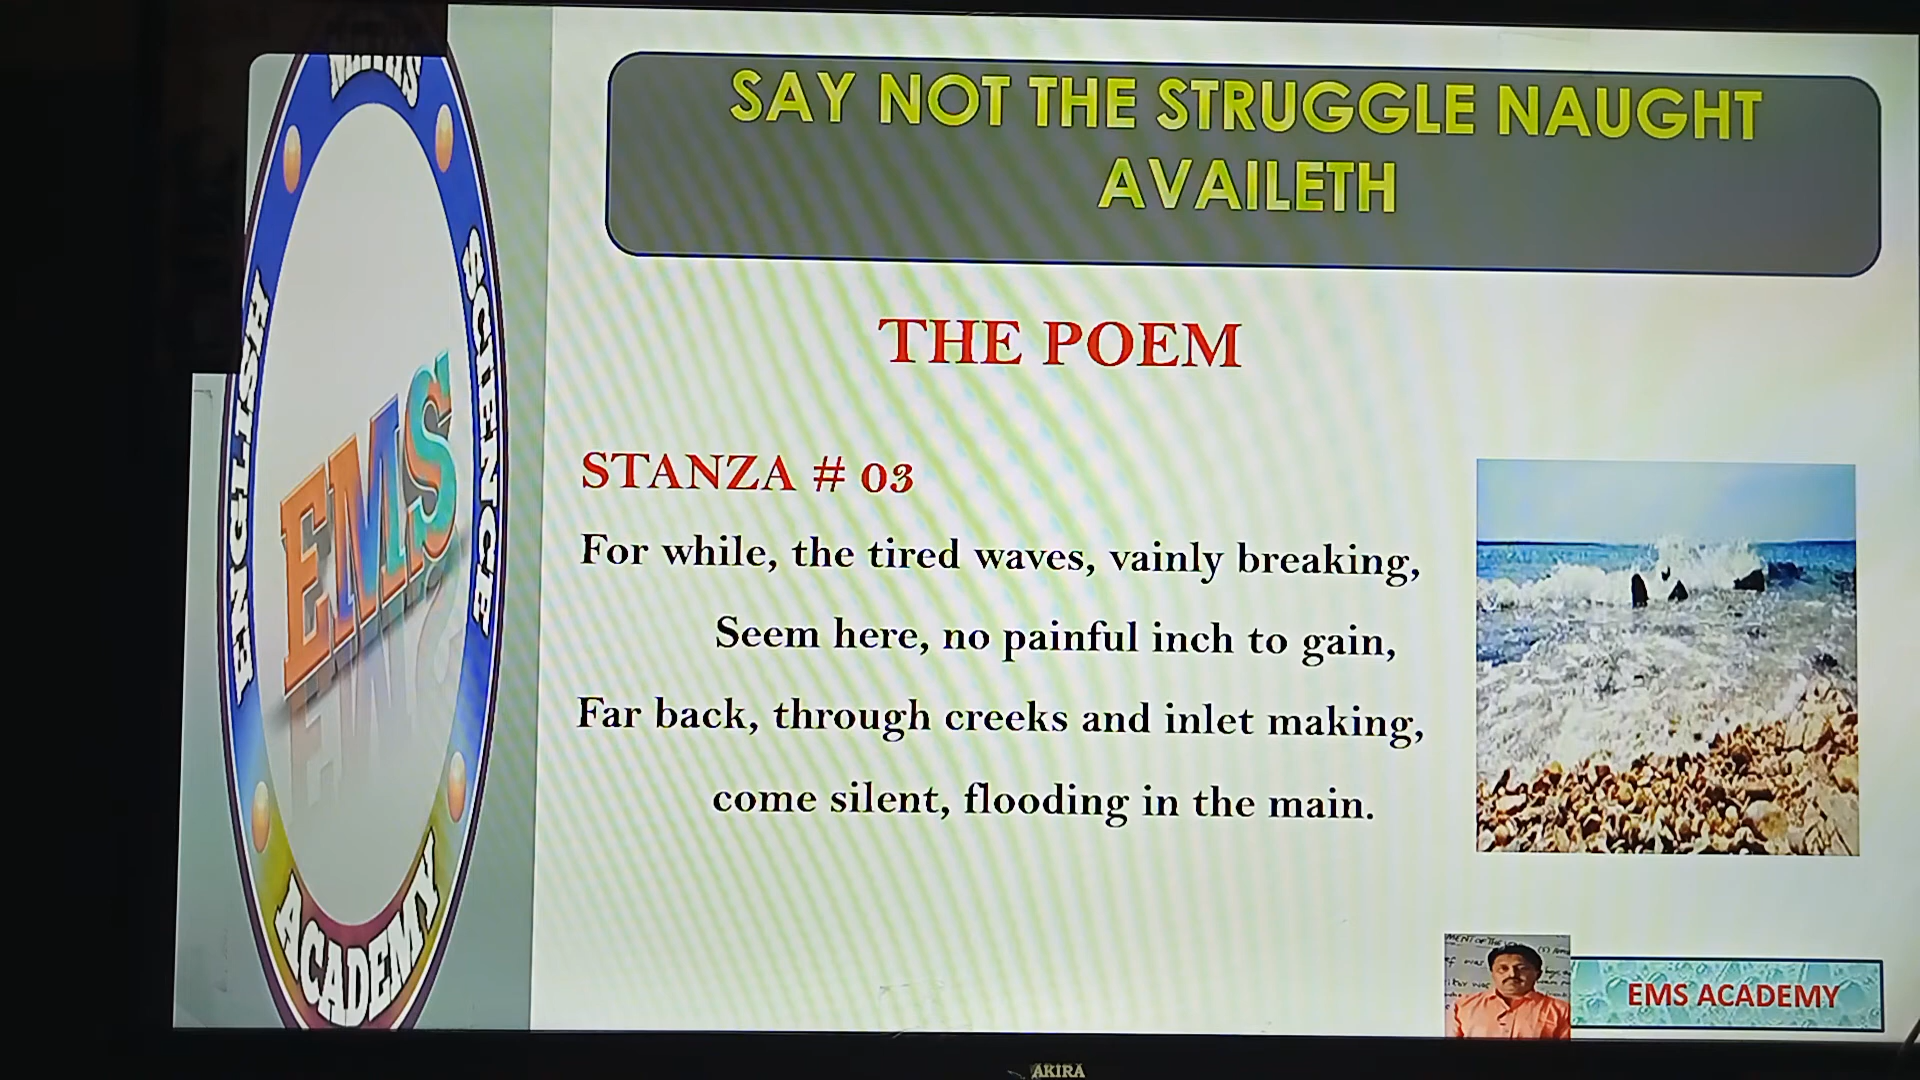 SAY NOT THE STRUGGLE NAUGHT
AVAILETH
THE POEM
STANZA # 03
For while, the tired waves, vainly breaking,
Seem here, no painful inch to gain,
Far back, through creeks and inlet making,
come silent, flooding in the main.
ENGLISH
SCIENCE
EMS
ACADEMY
EMS ACADEMY
AKIRA